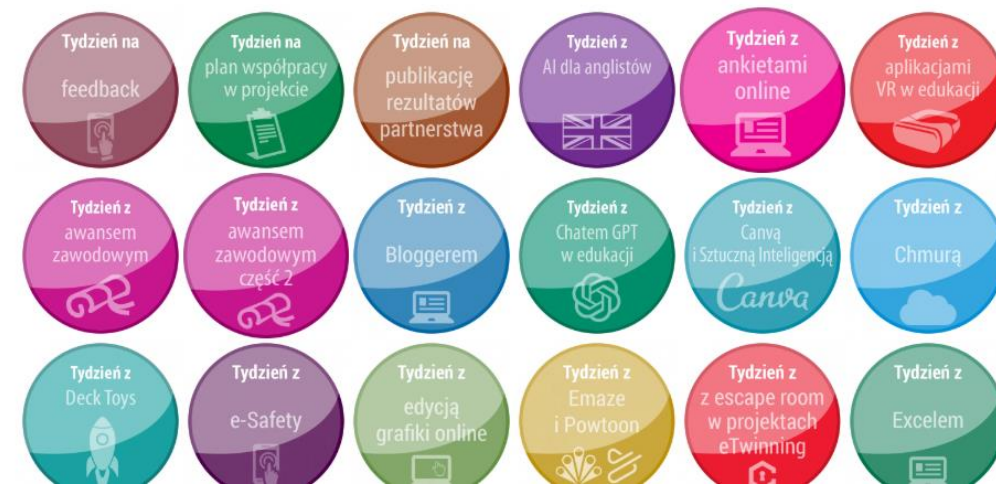 Tydzień na
feedback
Tydzień na
plan współpracy
w projekcie
Tydzień na
publikację
rezultatów
partnerstwa
Tydzień z
AI dla anglistów
Tydzień z
ankietami
online
Tydzień z
aplikacjami
VR w edukacji
Tydzień z
awansem
zawodowym
Tydzień z
awansem
zawodowym
część 2
Tydzień z
Bloggerem
Tydzień z
Chatem GPT
w edukacji
Tydzień z
Canvą
i Sztuczną Inteligencją
Canva
Tydzień z
Chmurą
Tydzień z
Deck Toys
Tydzień z
e-Safety
Tydzień z
edycją
grafiki online
Tydzień z
Emaze
i Powtoon
Tydzień z
z escape room
w projektach
eTwinning
Tydzień z
Excelem